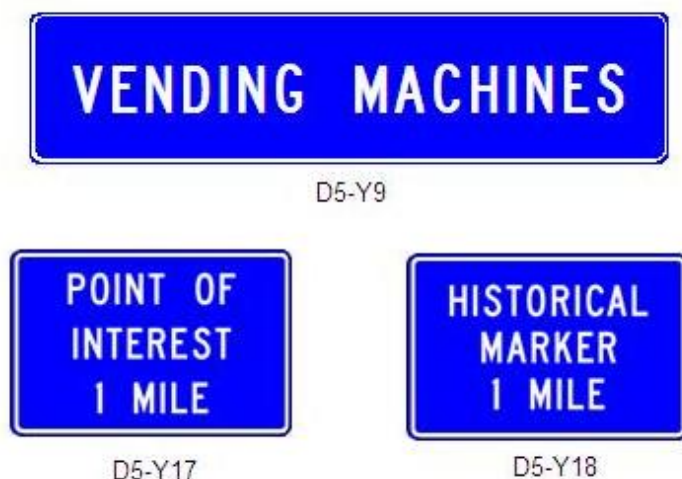 VENDING MACHINES
D5-Y9
POINT OF
INTEREST
1 MILE
D5-Y17
HISTORICAL
MARKER
1 MILE
D5-Y18